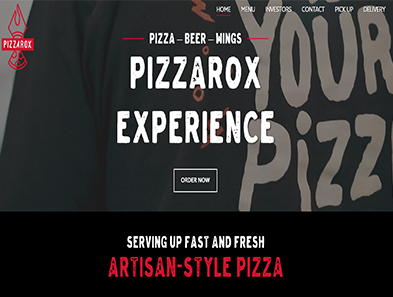 PIZZAROX
HOME MENU INVESTORS CONTACT PICK UP DELIVERY
PIZZA – BEER – WINGS
PIZZAROX
EXPERIENCE
YOUR
PIZZ
ORDER NOW
SERVING UP FAST AND FRESH
ARTISAN-STYLE PIZZA